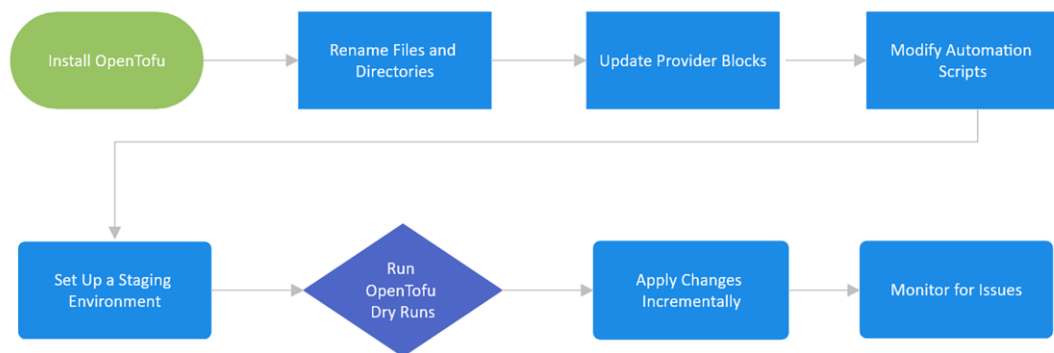 Install OpenTofu
Rename Files and
Directories
Update Provider Blocks
Modify Automation
Scripts
Set Up a Staging
Environment
Run
OpenTofu
Dry Runs
Apply Changes
Incrementally
Monitor for Issues